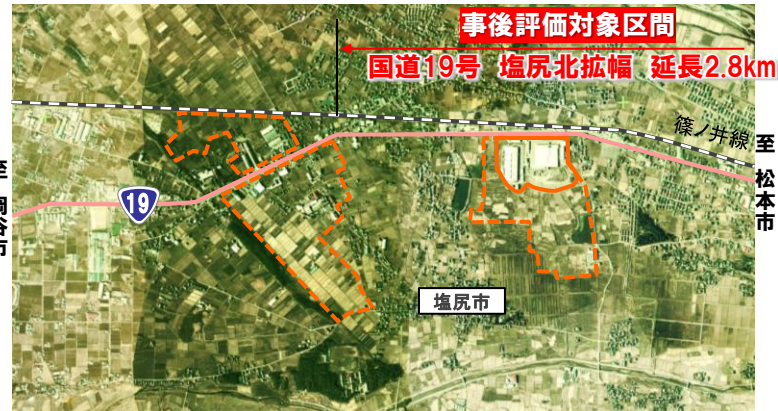 事後評価対象区間
国道19号 塩尻北拡幅 延長2.8km
篠ノ井線
至 松本市
至 岡谷市
19
塩尻市